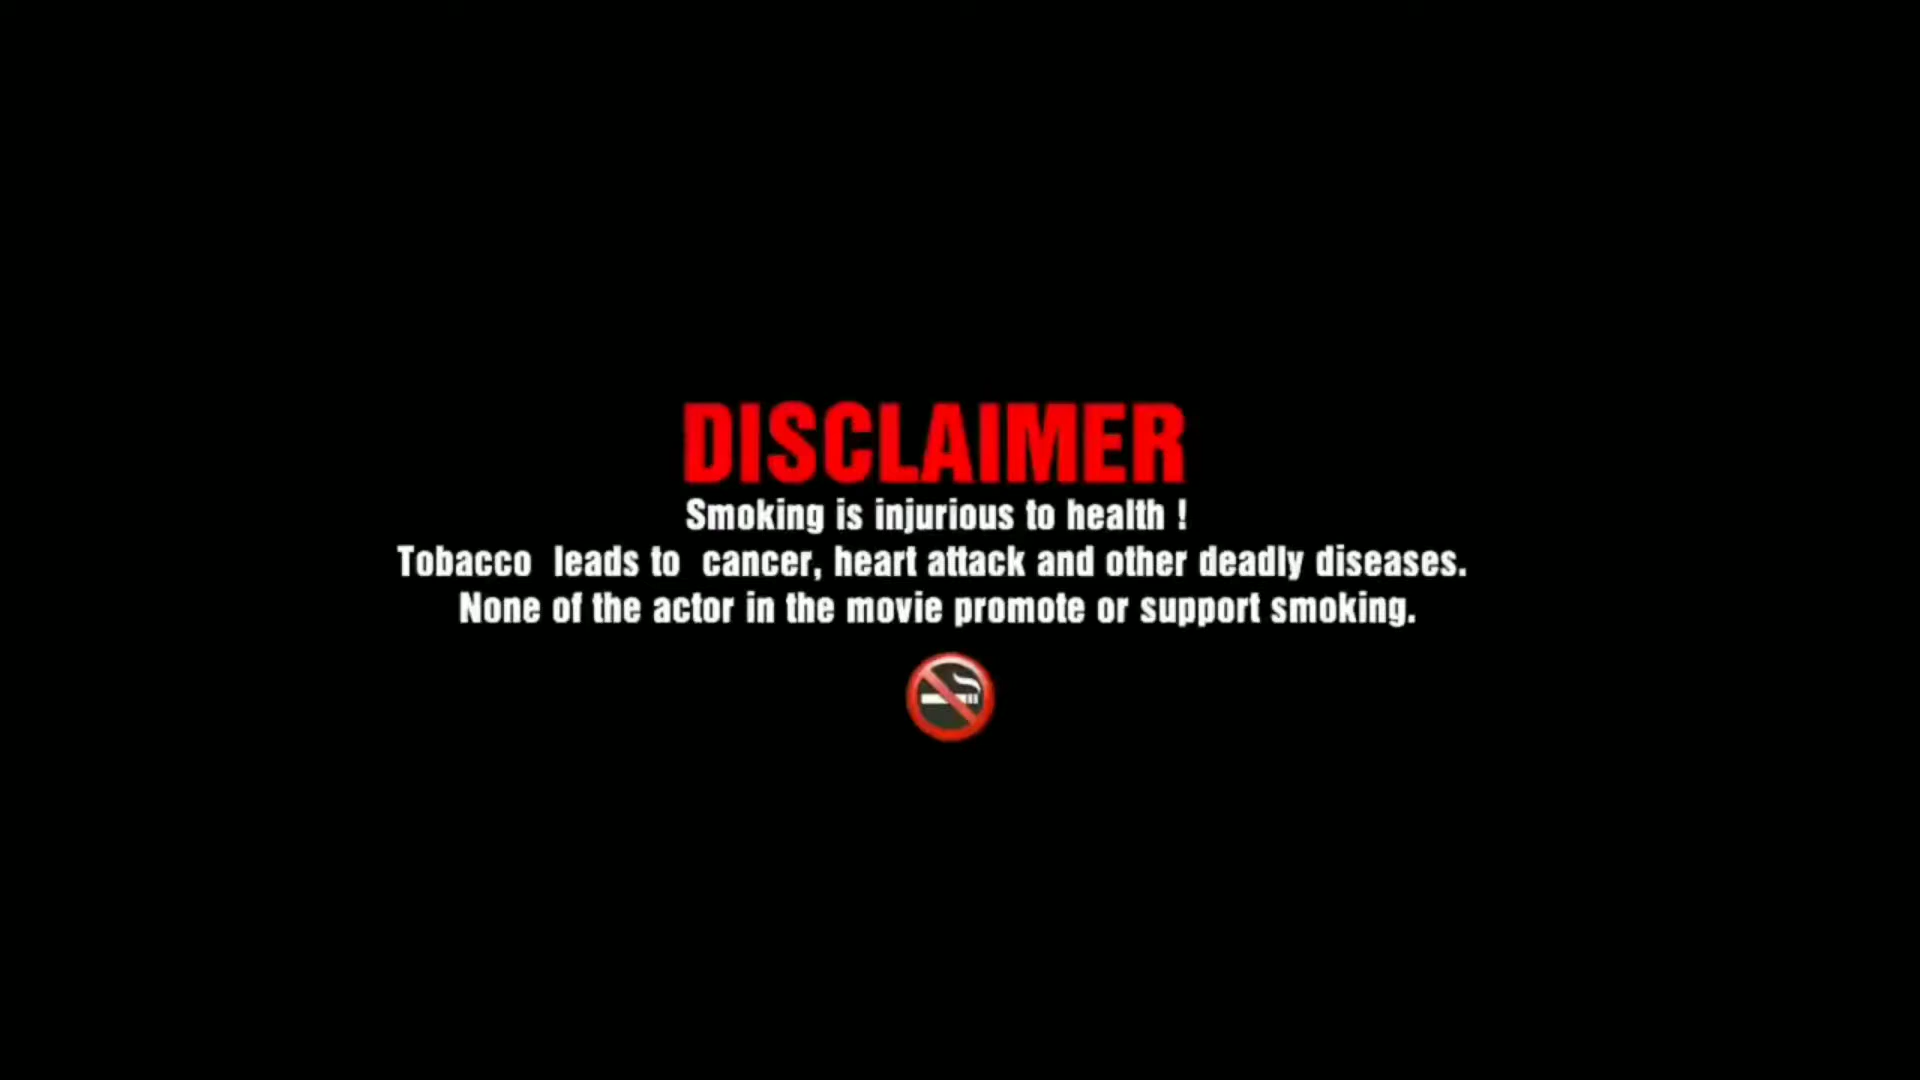 DISCLAIMER
Smoking is injurious to health !
Tobacco leads to cancer, heart attack and other deadly diseases.
None of the actor in the movie promote or support smoking.